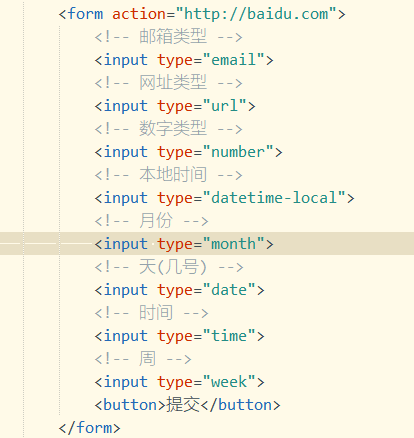 <form action="http://baidu.com">
<!-- 邮箱类型 -->
<input type="email">
<!-- 网址类型 -->
<input type="url">
<!-- 数字类型 -->
<input type="number">
<!-- 本地时间 -->
<input type="datetime-local">
<!-- 月份 -->
<input type="month">
<!-- 天(几号) -->
<input type="date">
<!-- 时间 -->
<input type="time">
<!-- 周 -->
<input type="week">
<button>提交</button>
</form>